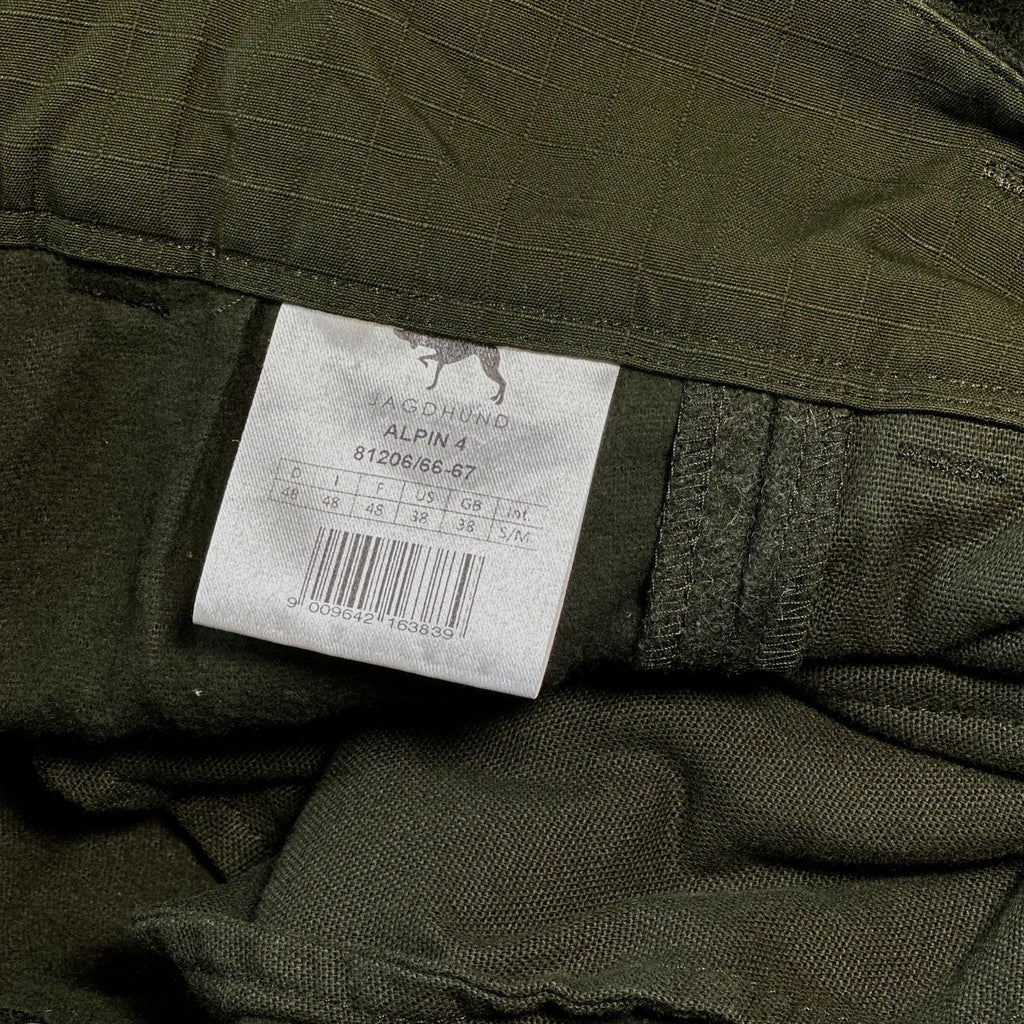 JAGDHUND
ALPIN 4
81206/66-67
D I F US GB Int.
48 48 48 38 38 S/M
9 009642 163839